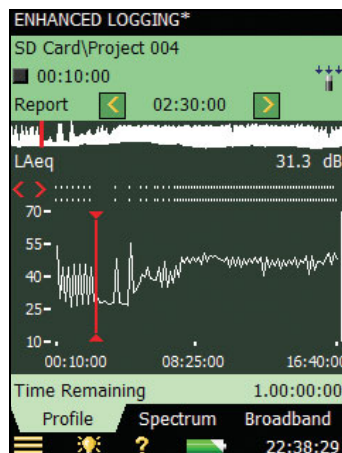 ENHANCED LOGGING*
SD Card\Project 004
00:10:00
Report < 02:30:00 >
LAeq 31.3 dB
< >
70-
55-
40-
25-
10-
00:10:00 08:25:00 16:40:00
Time Remaining 1.00:00:00
Profile Spectrum Broadband
? 22:38:29